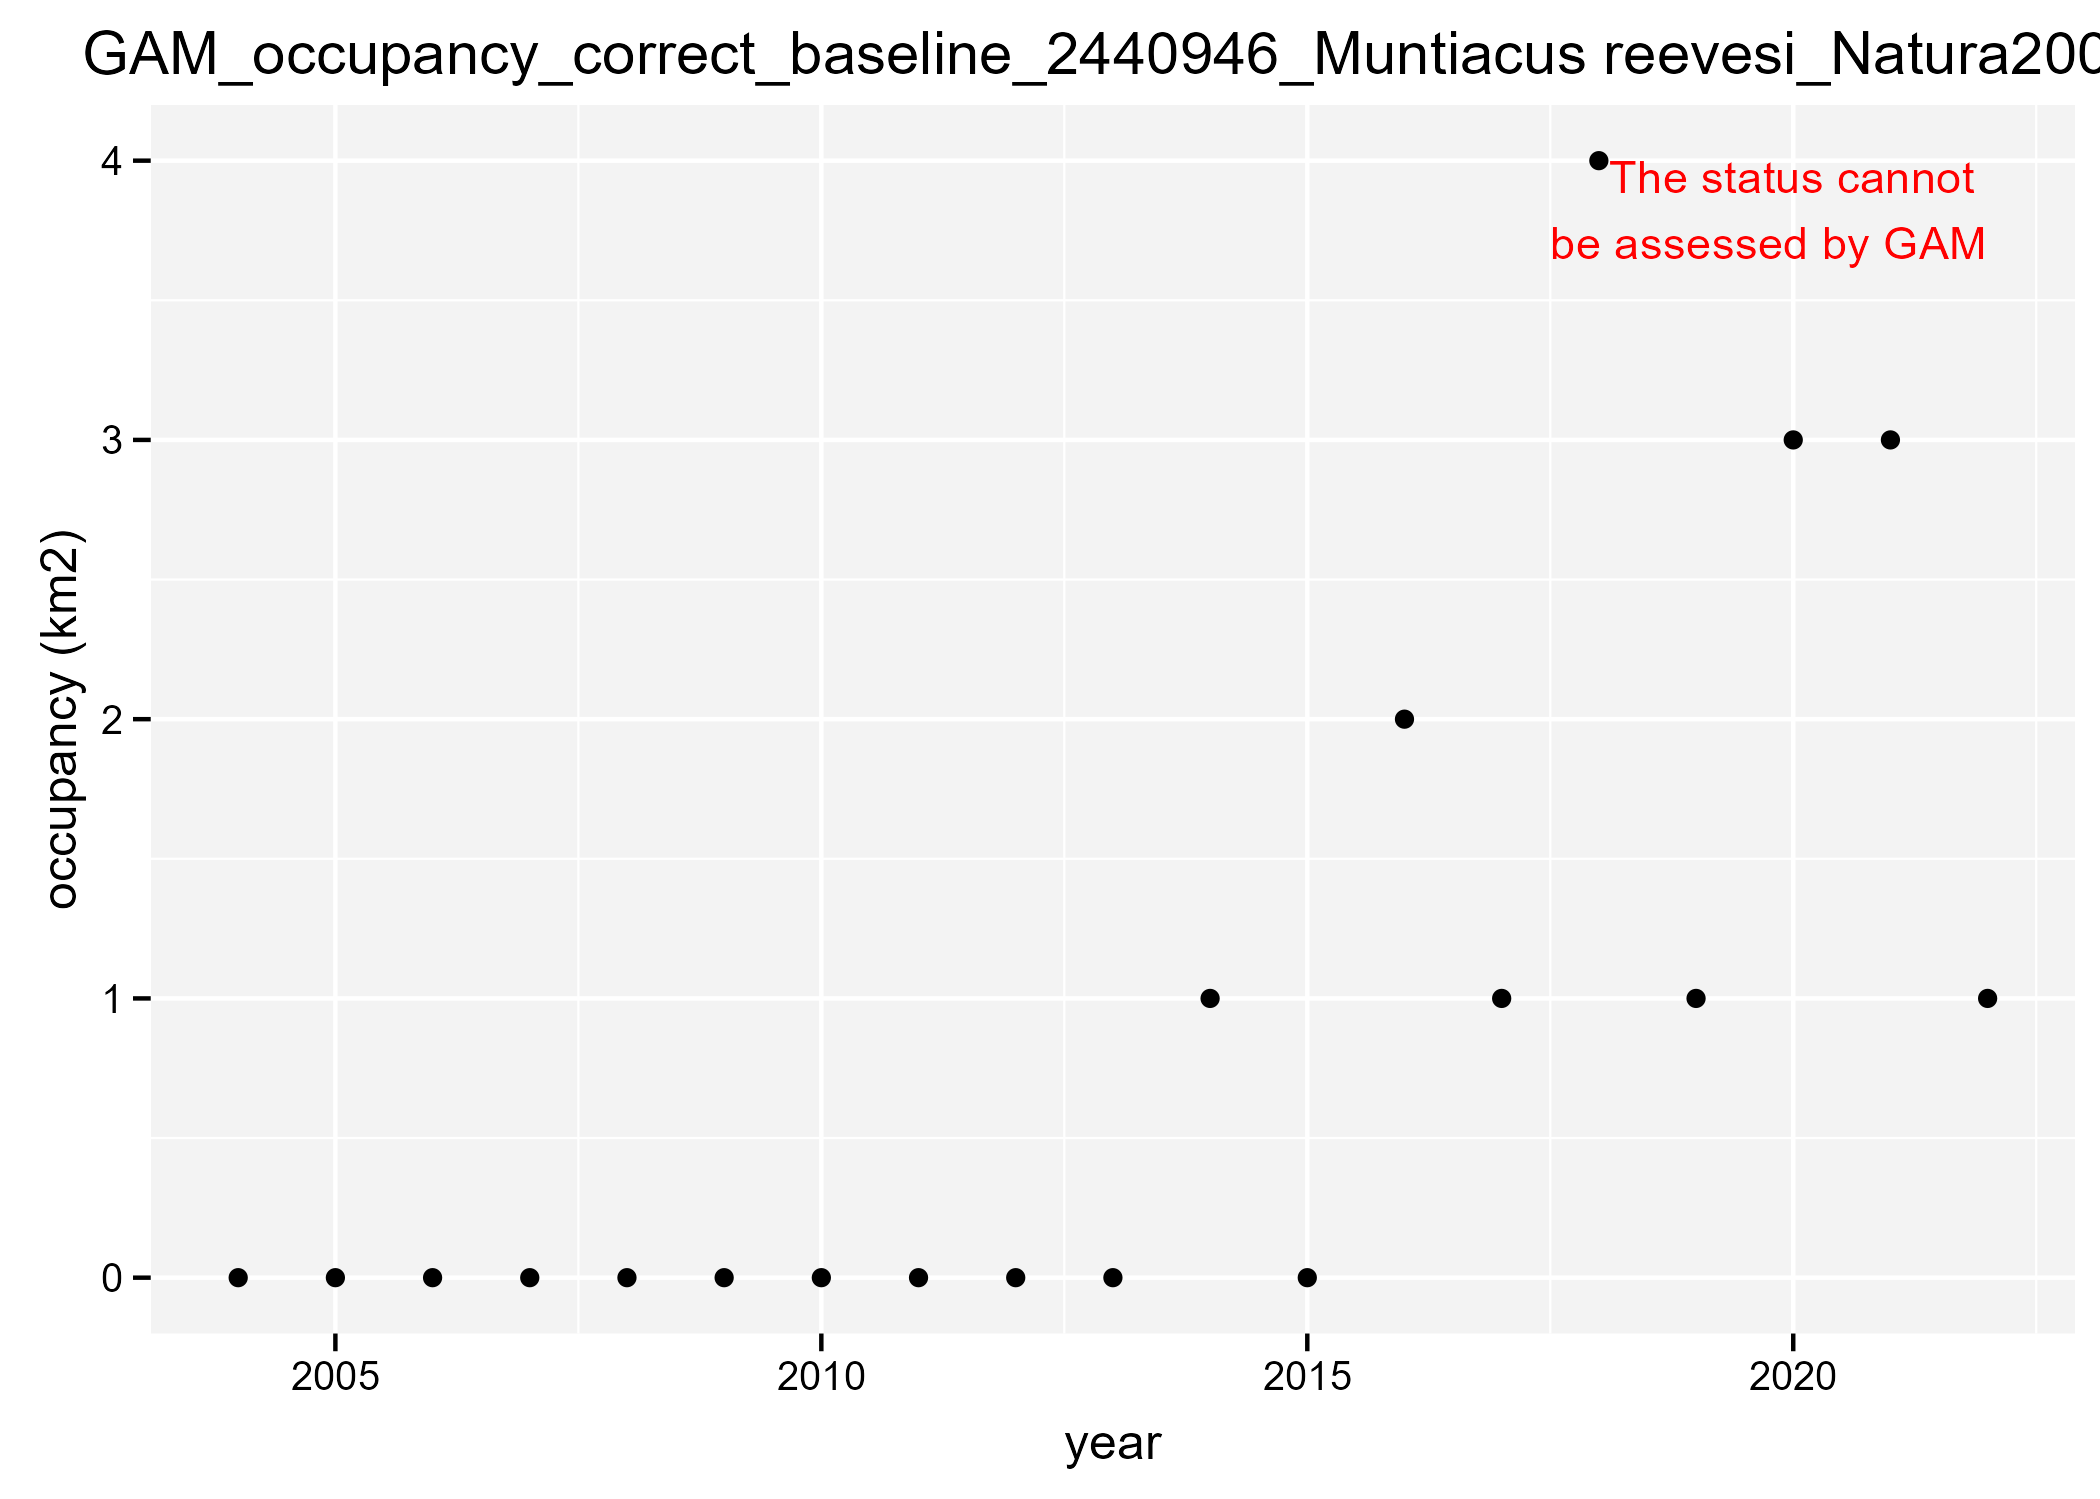 GAM_occupancy_correct_baseline_2440946_Muntiacus reevesi_Natura200
4
The status cannot
be assessed by GAM
3
2
1
0
occupancy (km2)
2005 2010 2015 2020
year